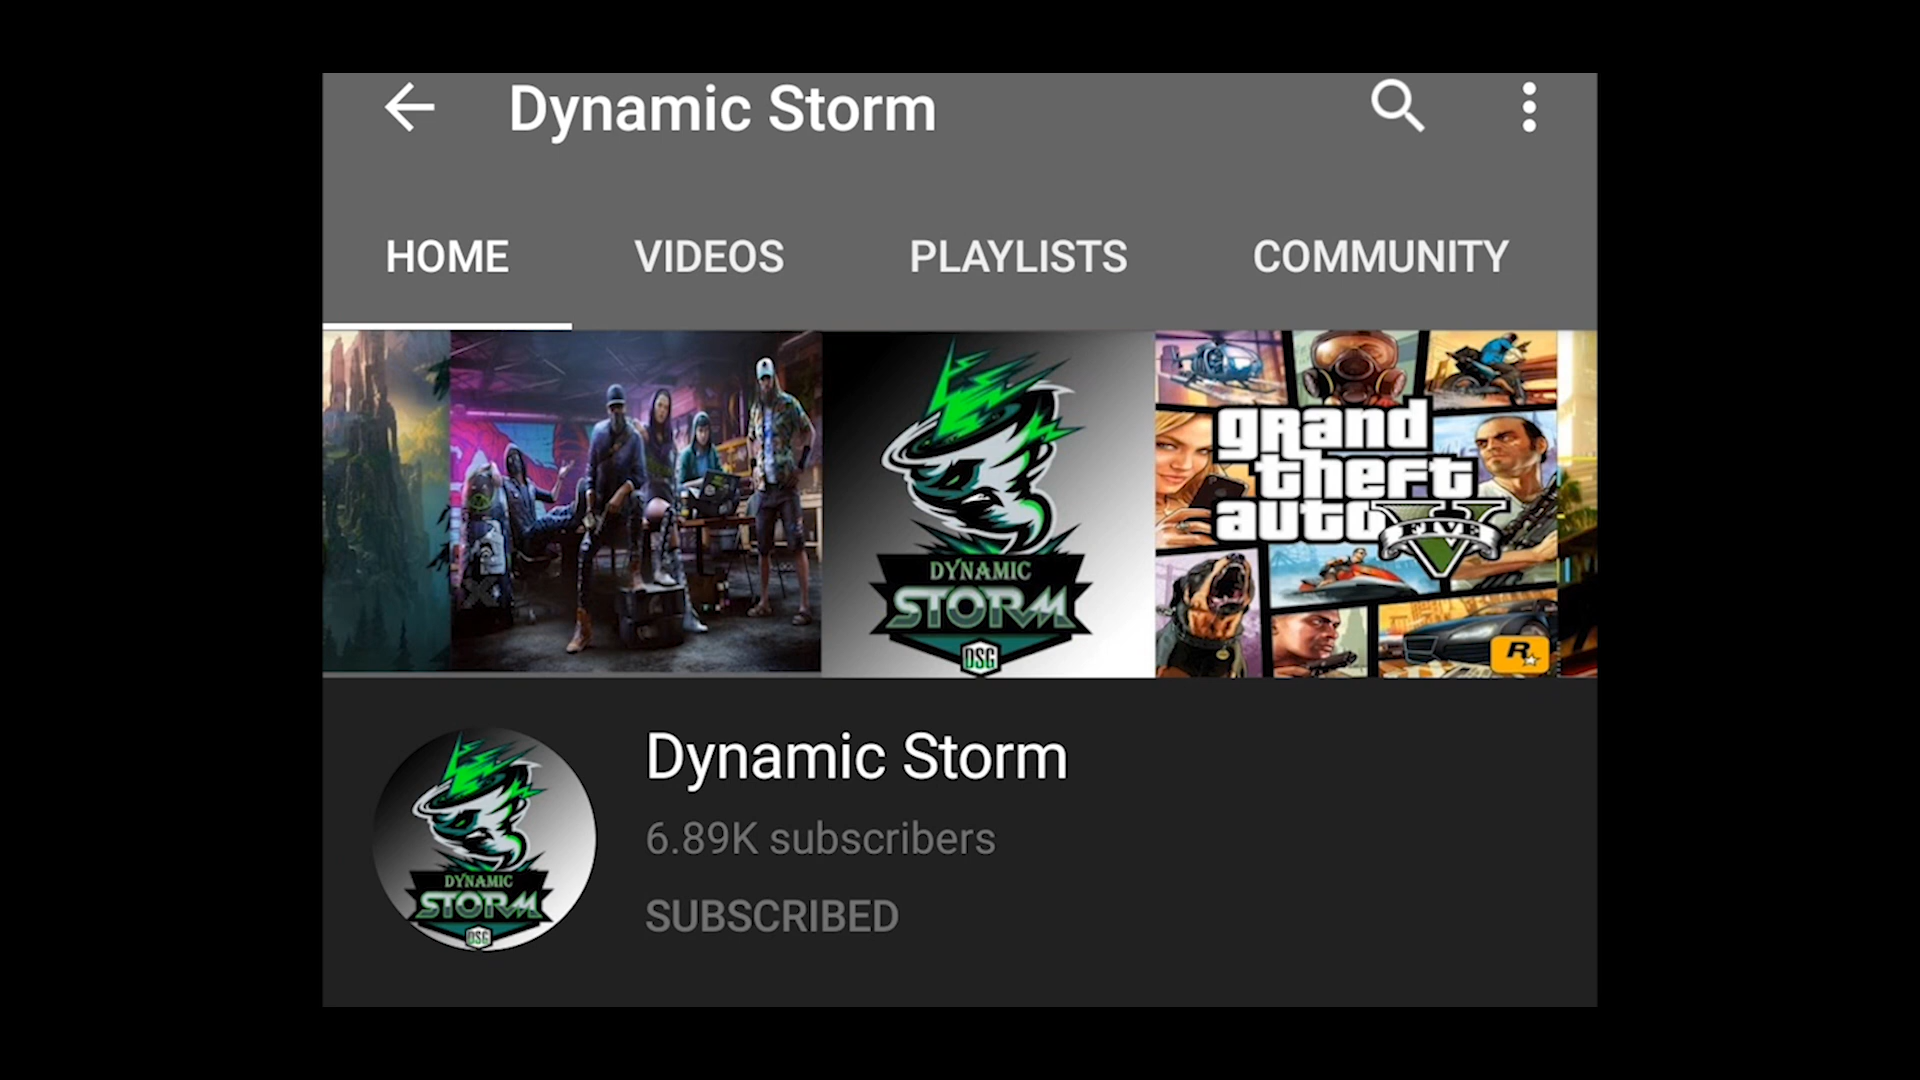 Dynamic Storm
HOME VIDEOS PLAYLISTS COMMUNITY
DYNAMIC
STORM
DSG
grand
theft
auto
FIVE
V
R
Dynamic Storm
6.89K subscribers
SUBSCRIBED
DYNAMIC
STORM
DSG